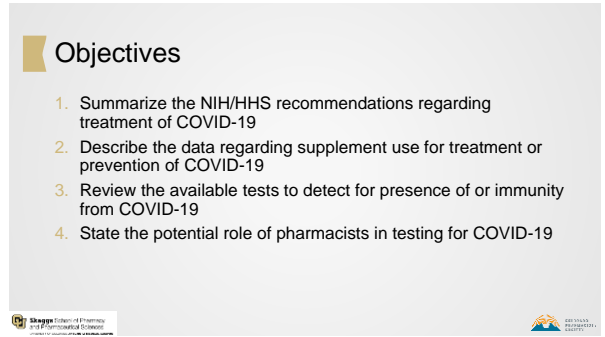 Objectives
1. Summarize the NIH/HHS recommendations regarding
treatment of COVID-19
2. Describe the data regarding supplement use for treatment or
prevention of COVID-19
3. Review the available tests to detect for presence of or immunity
from COVID-19
4. State the potential role of pharmacists in testing for COVID-19
Skaggs School of Pharmacy
and Pharmaceutical Sciences
PHARMACISTS
SOCIETY